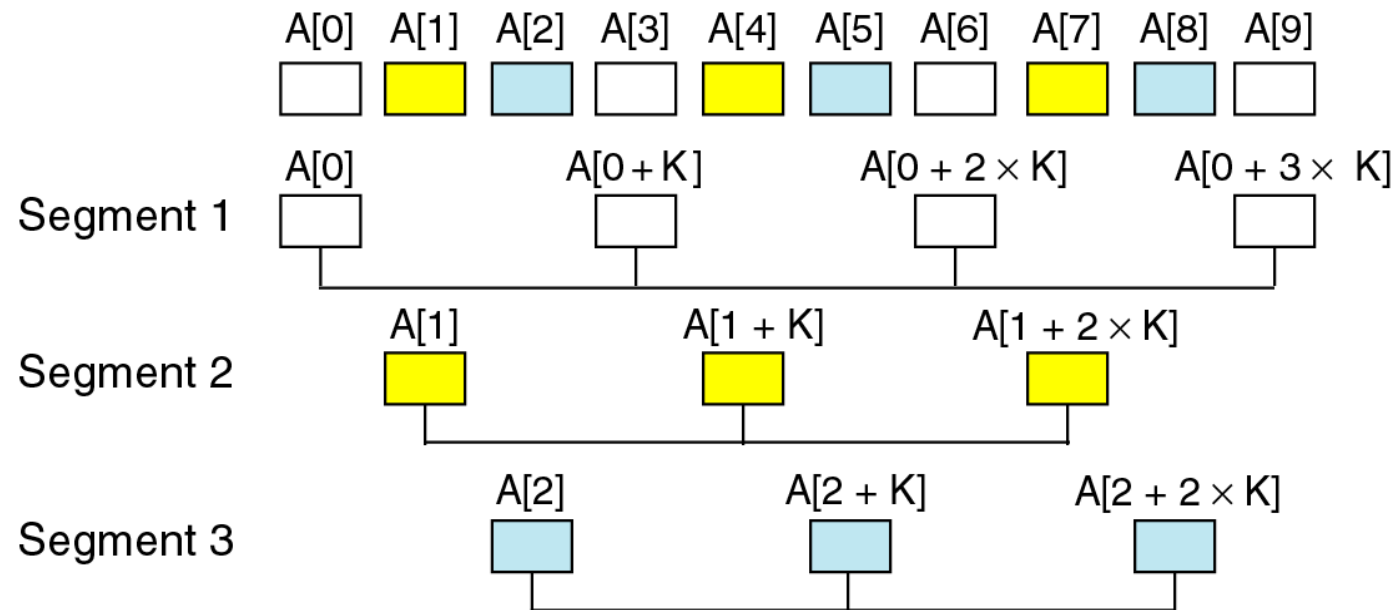 A[0] A[1] A[2] A[3] A[4] A[5] A[6] A[7] A[8] A[9]
A[0] A[0+K] A[0 + 2 × K] A[0 + 3 × K]
Segment 1
A[1] A[1 + K] A[1 + 2 × K]
Segment 2
A[2] A[2 + K] A[2 + 2 × K]
Segment 3